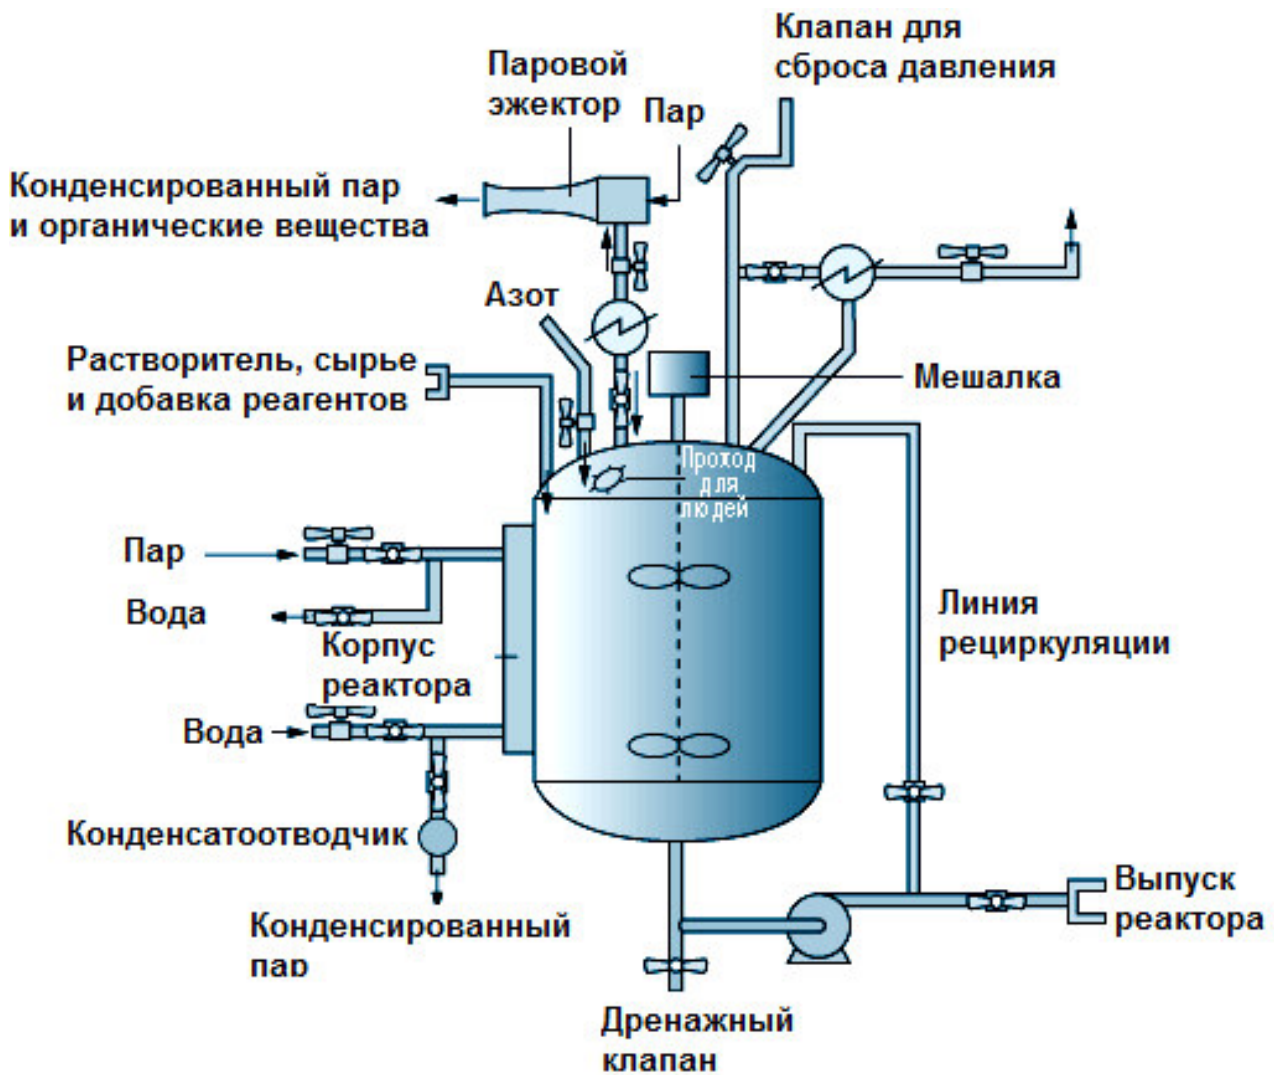 Клапан для
сброса давления
Паровой
эжектор
Пар
Конденсированный пар
и органические вещества
Азот
Растворитель, сырье
и добавка реагентов
Мешалка
Проход
для
людей
Пар
Вода
Корпус
реактора
Линия
рециркуляции
Вода
Конденсатоотводчик
Конденсированный
пар
Выпуск
реактора
Дренажный
клапан